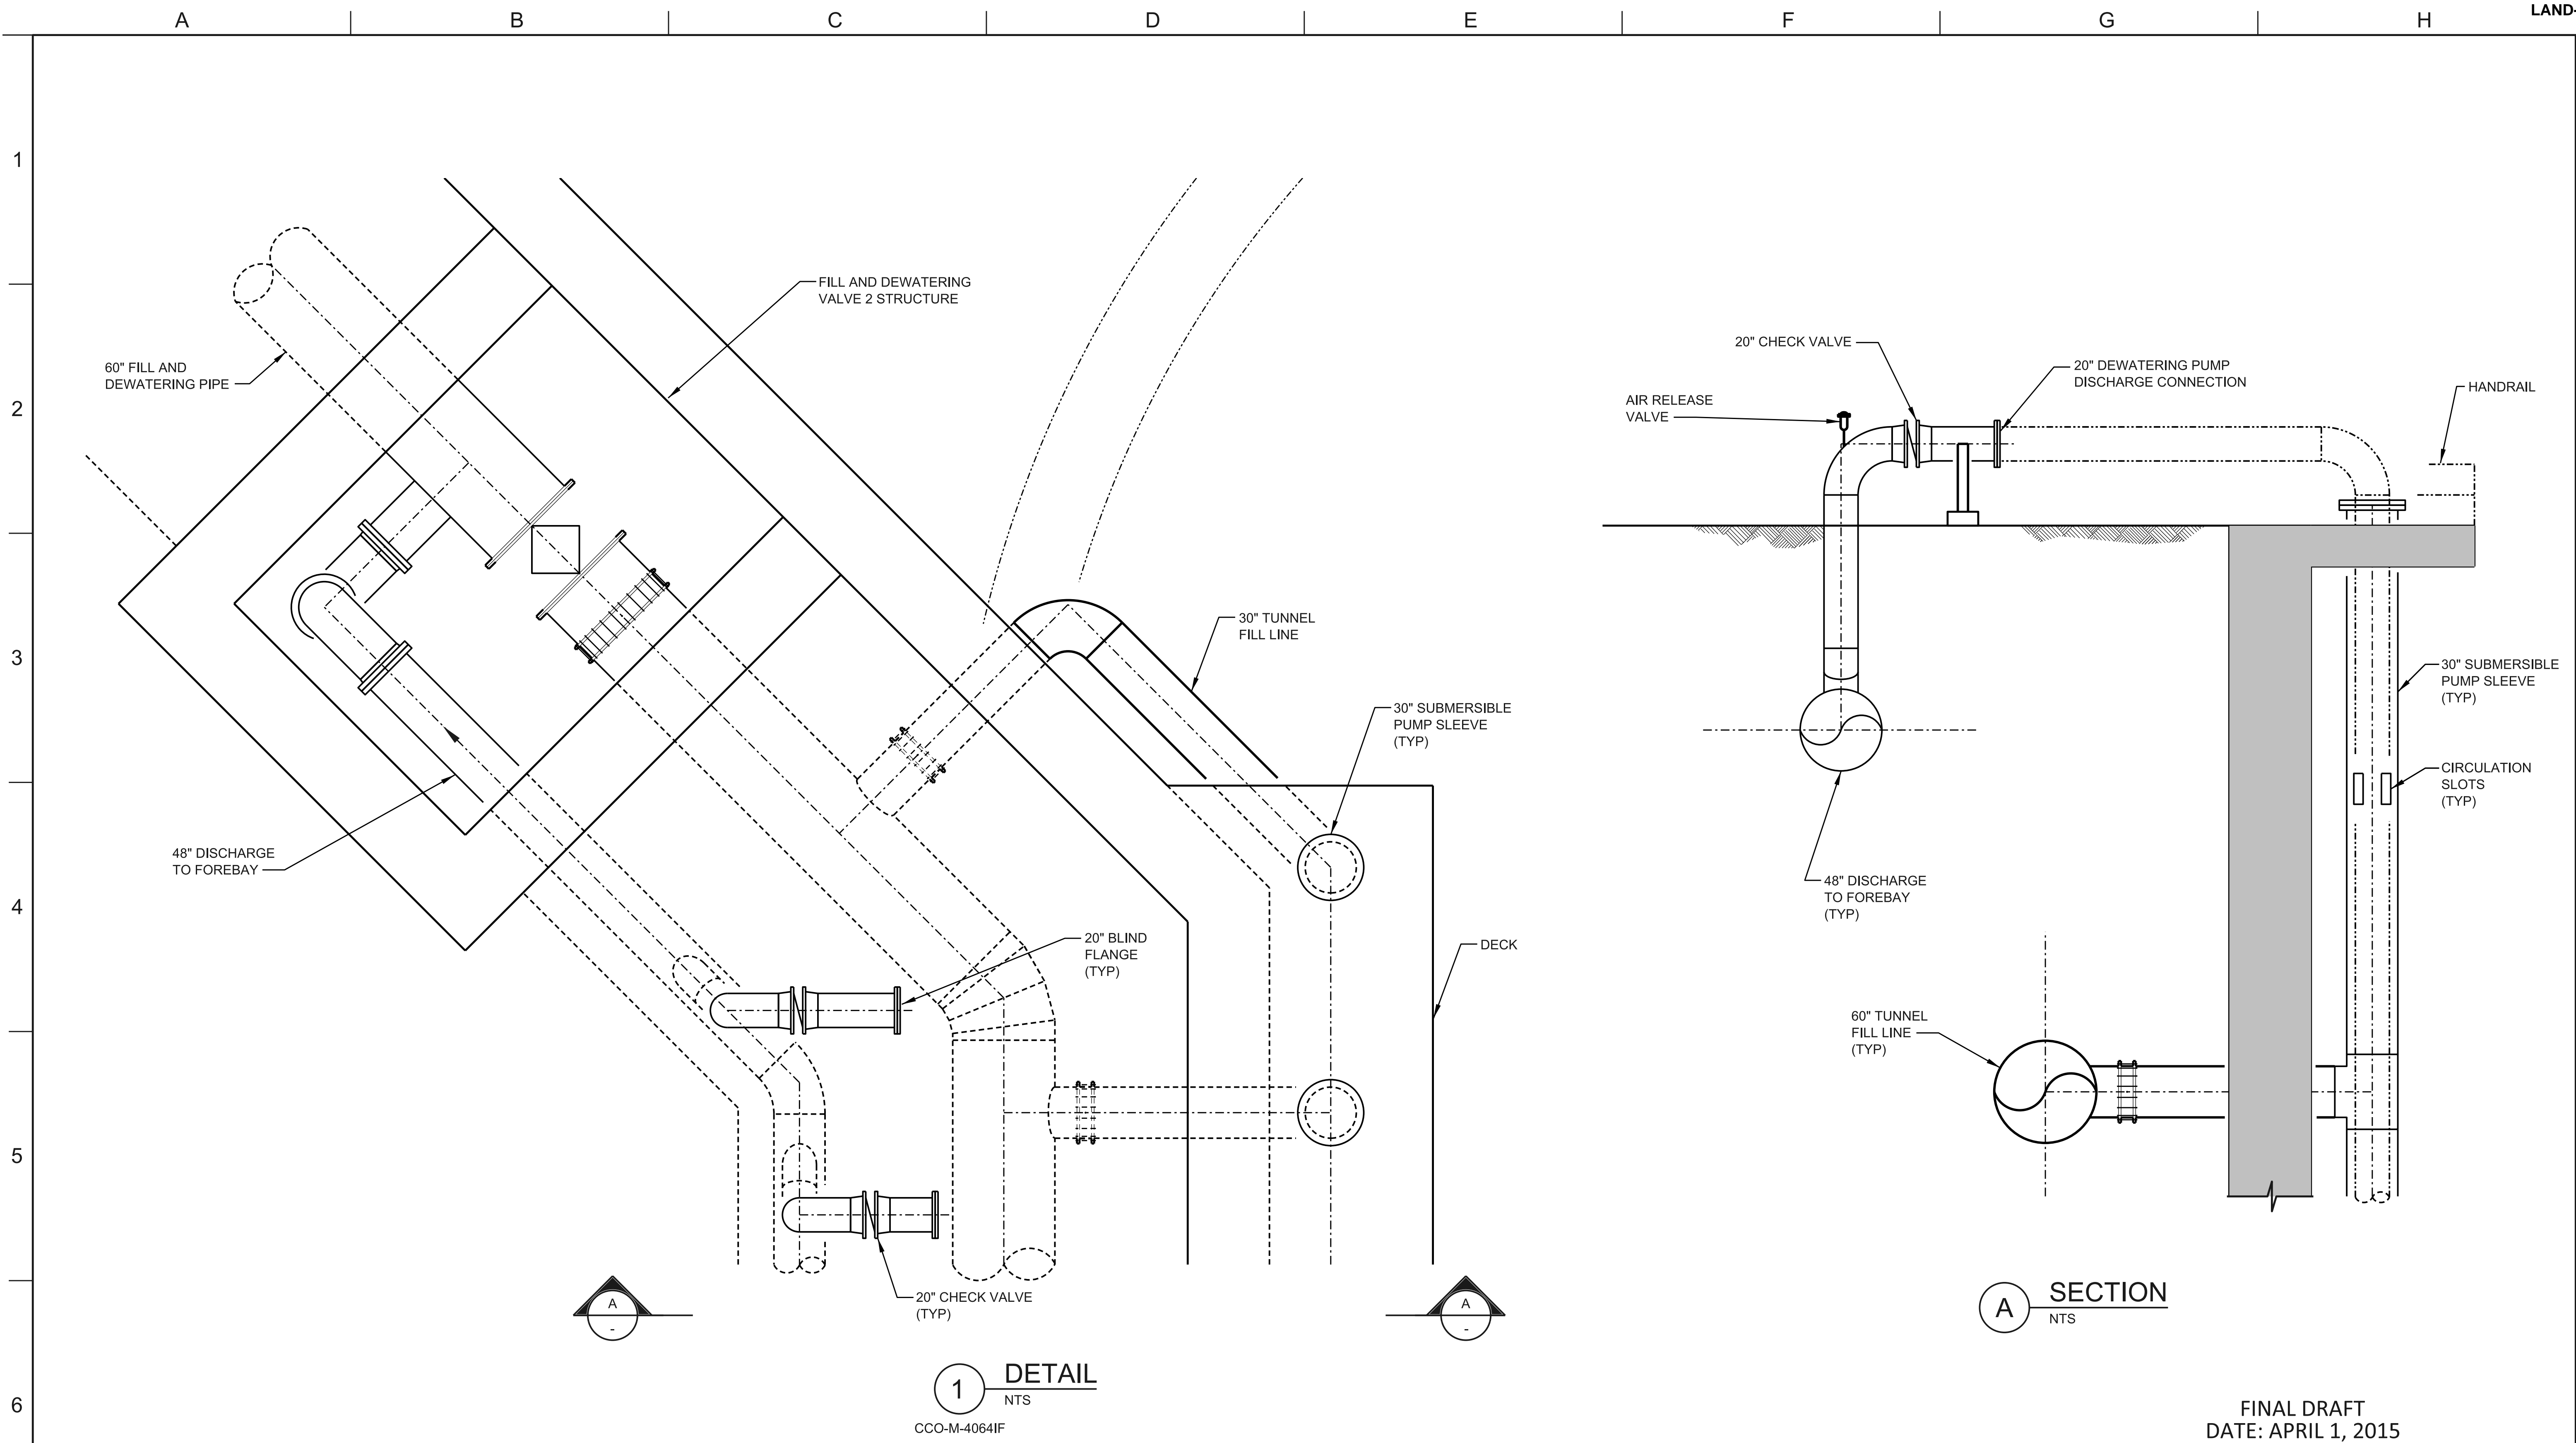 A
B
C
D
E
F
G
H
LAND-
1
2
3
4
5
6
60" FILL AND
DEWATERING PIPE
FILL AND DEWATERING
VALVE 2 STRUCTURE
30" TUNNEL
FILL LINE
30" SUBMERSIBLE
PUMP SLEEVE
(TYP)
48" DISCHARGE
TO FOREBAY
20" BLIND
FLANGE
(TYP)
DECK
20" CHECK VALVE
(TYP)
A
-
A
-
1
DETAIL
NTS
CCO-M-4064IF
20" CHECK VALVE
20" DEWATERING PUMP
DISCHARGE CONNECTION
HANDRAIL
AIR RELEASE
VALVE
30" SUBMERSIBLE
PUMP SLEEVE
(TYP)
CIRCULATION
SLOTS
(TYP)
48" DISCHARGE
TO FOREBAY
(TYP)
60" TUNNEL
FILL LINE
(TYP)
A
SECTION
NTS
FINAL DRAFT
DATE: APRIL 1, 2015